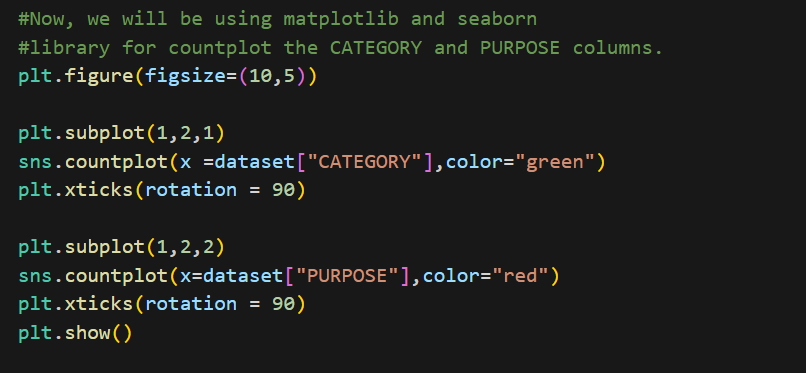 #Now, we will be using matplotlib and seaborn
#library for countplot the CATEGORY and PURPOSE columns.
plt.figure(figsize=(10,5))
plt.subplot(1,2,1)
sns.countplot(x =dataset["CATEGORY"],color="green")
plt.xticks(rotation = 90)
plt.subplot(1,2,2)
sns.countplot(x=dataset["PURPOSE"],color="red")
plt.xticks(rotation = 90)
plt.show()